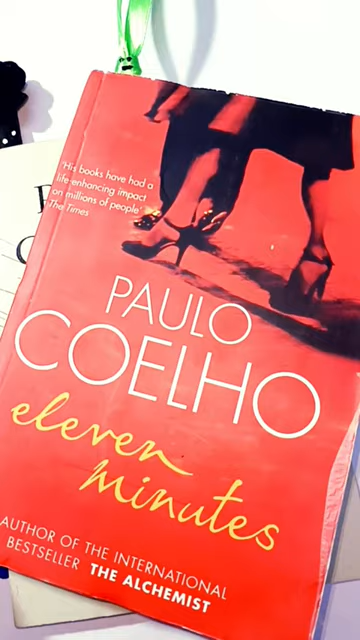 'His books have had a
life-enhancing impact
on millions of people'
The Times
PAULO
COELHO
eleven
minutes
AUTHOR OF THE INTERNATIONAL
BESTSELLER THE ALCHEMIST